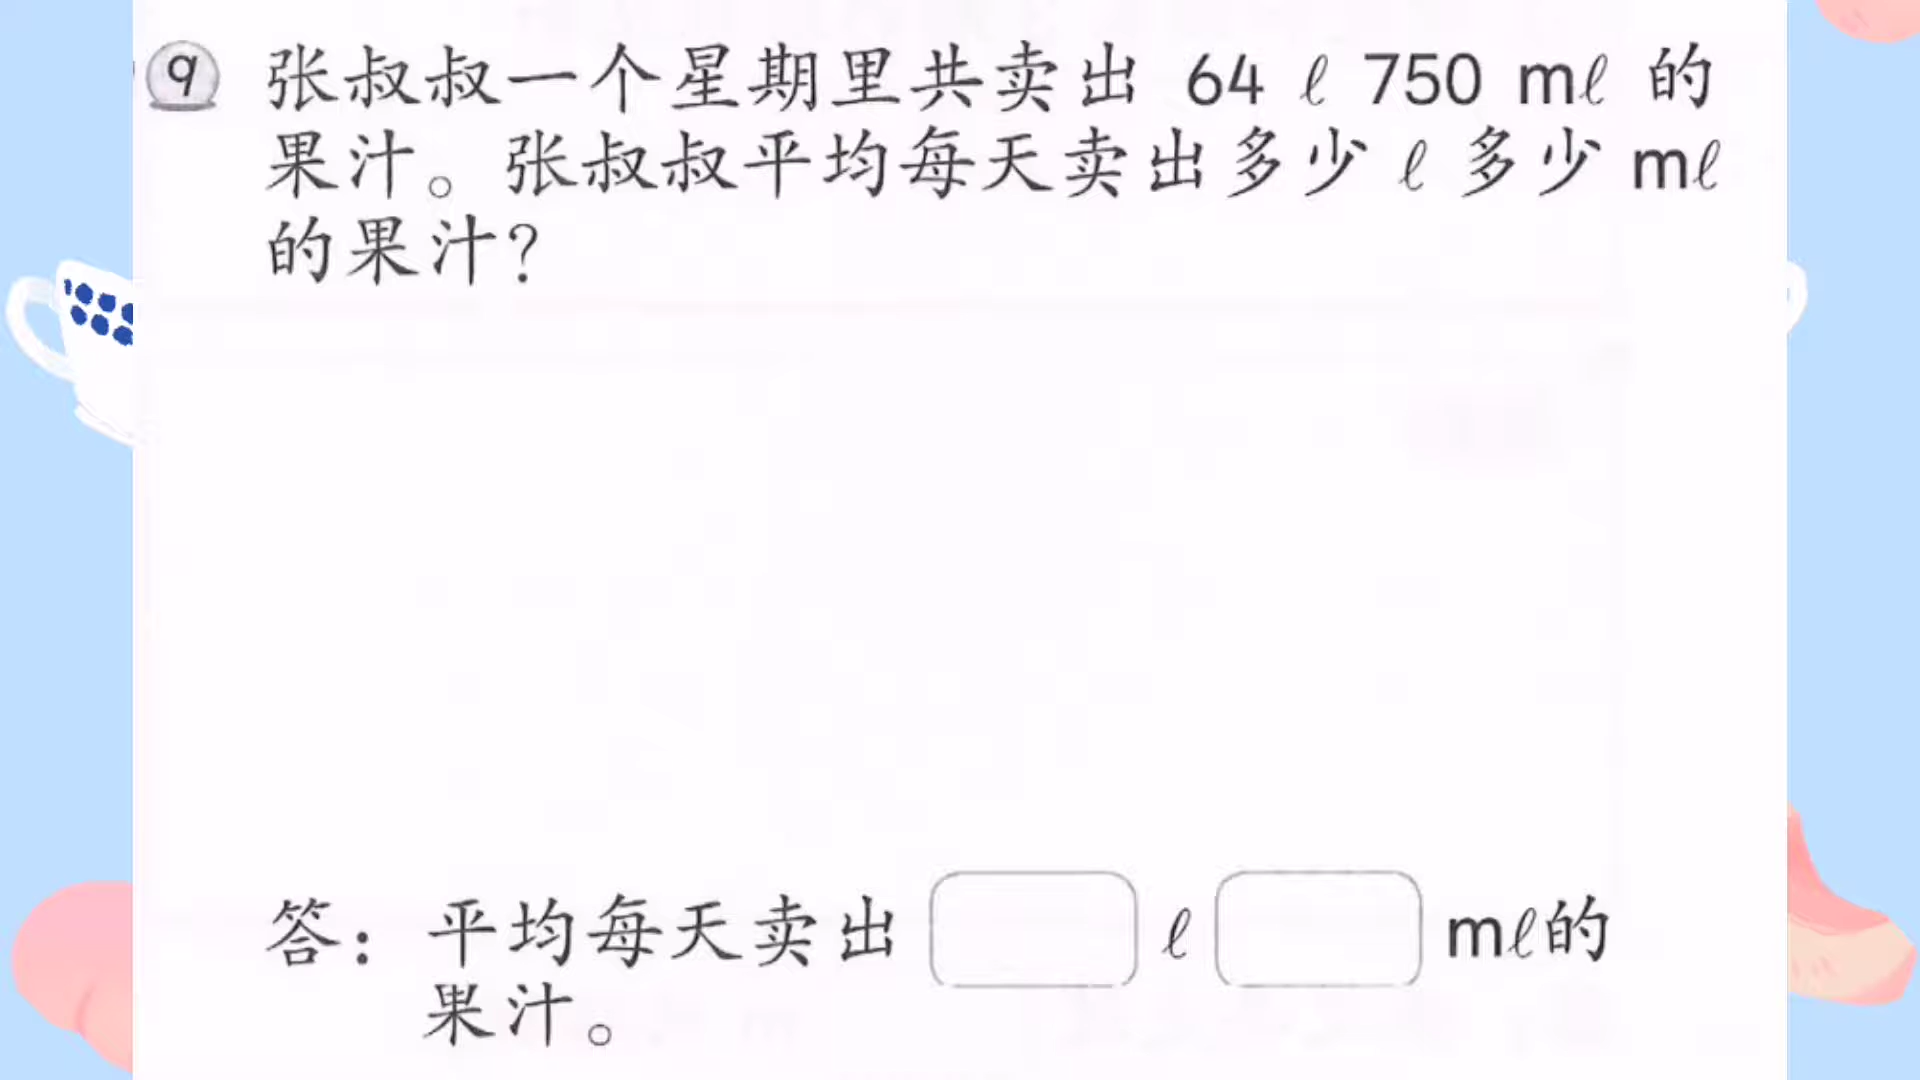 9 张叔叔一个星期里共卖出 64 ℓ 750 mℓ 的
果汁。张叔叔平均每天卖出多少 ℓ 多少 mℓ
的果汁？
答：平均每天卖出 ℓ mℓ的
果汁。